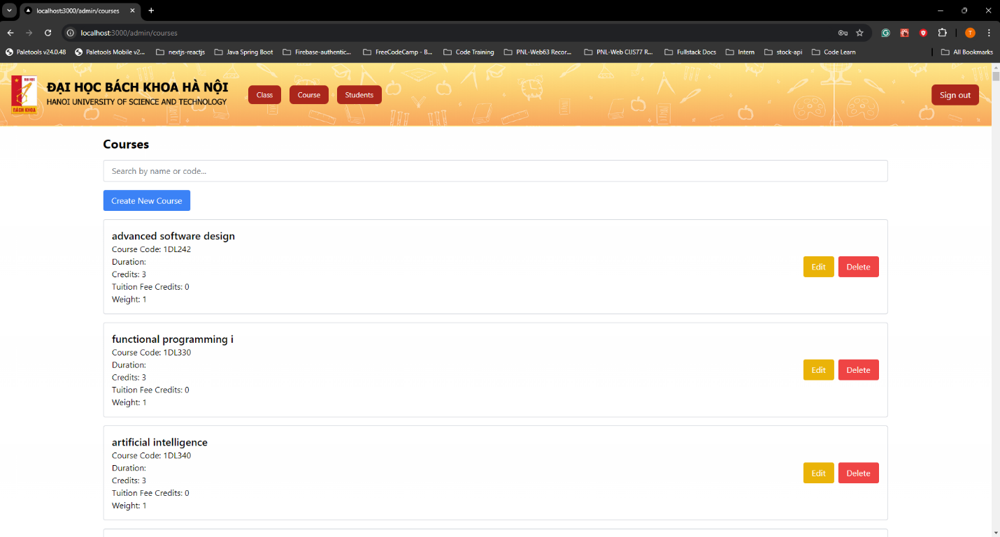 localhost:3000/admin/courses
localhost:3000/admin/courses
T
Paletools v24.0.48 Paletools Mobile v2... nextjs-reactjs Java Spring Boot Firebase-authentic... FreeCodeCamp - B... Code Training PNL-Web63 Recor... PNL-Web CUS77 R... Fullstack Docs Intern stock-api Code Learn All Bookmarks
ĐẠI HỌC
BÁCH KHOA
ĐẠI HỌC BÁCH KHOA HÀ NỘI
HANOI UNIVERSITY OF SCIENCE AND TECHNOLOGY
Class Course Students Sign out
Courses
Search by name or code...
Create New Course
advanced software design
Course Code: 1DL242
Duration:
Credits: 3
Tuition Fee Credits: 0
Weight: 1
Edit Delete
functional programming i
Course Code: 1DL330
Duration:
Credits: 3
Tuition Fee Credits: 0
Weight: 1
Edit Delete
artificial intelligence
Course Code: 1DL340
Duration:
Credits: 3
Tuition Fee Credits: 0
Weight: 1
Edit Delete